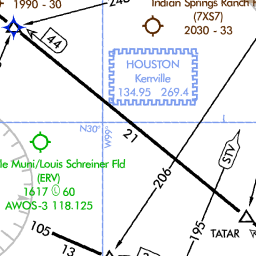 1990 - 30
Indian Springs Ranch
(7XS7)
2030 - 33
A
44
HOUSTON
Kerrville
134.95 269.4
N30°
W99°
21
STV
le Muni/Louis Schreiner Fld
(ERV)
1617 Ⓛ 60
AWOS-3 118.125
206
195
TATAR
105
13